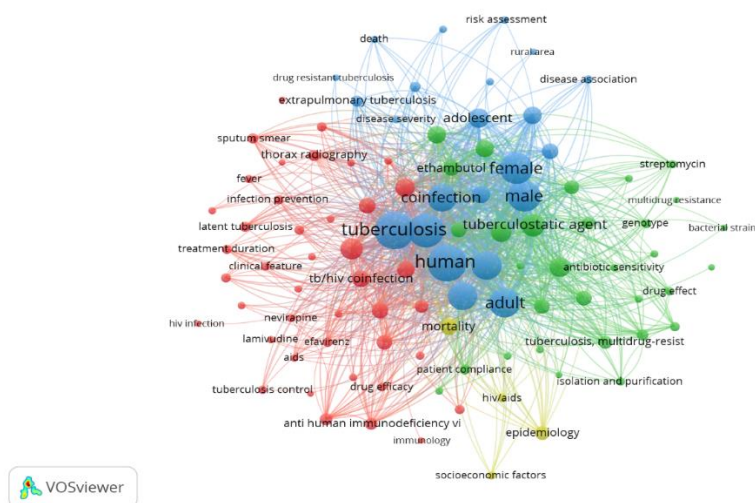 risk assessment
death
rural area
drug resistant tuberculosis
disease association
extrapulmonary tuberculosis
disease severity
adolescent
sputum smear
thorax radiography
ethambutol
female
streptomycin
fever
infection prevention
coinfection
male
multidrug resistance
latent tuberculosis
tuberculosis
tuberculostatic agent
genotype
bacterial strain
treatment duration
clinical feature
human
antibiotic sensitivity
tb/hiv coinfection
drug effect
adult
nevirapine
hiv infection
mortality
lamivudine
efavirenz
tuberculosis, multidrug-resist
aids
patient compliance
isolation and purification
tuberculosis control
drug efficacy
hiv/aids
anti human immunodeficiency vi
epidemiology
immunology
socioeconomic factors
VOSviewer